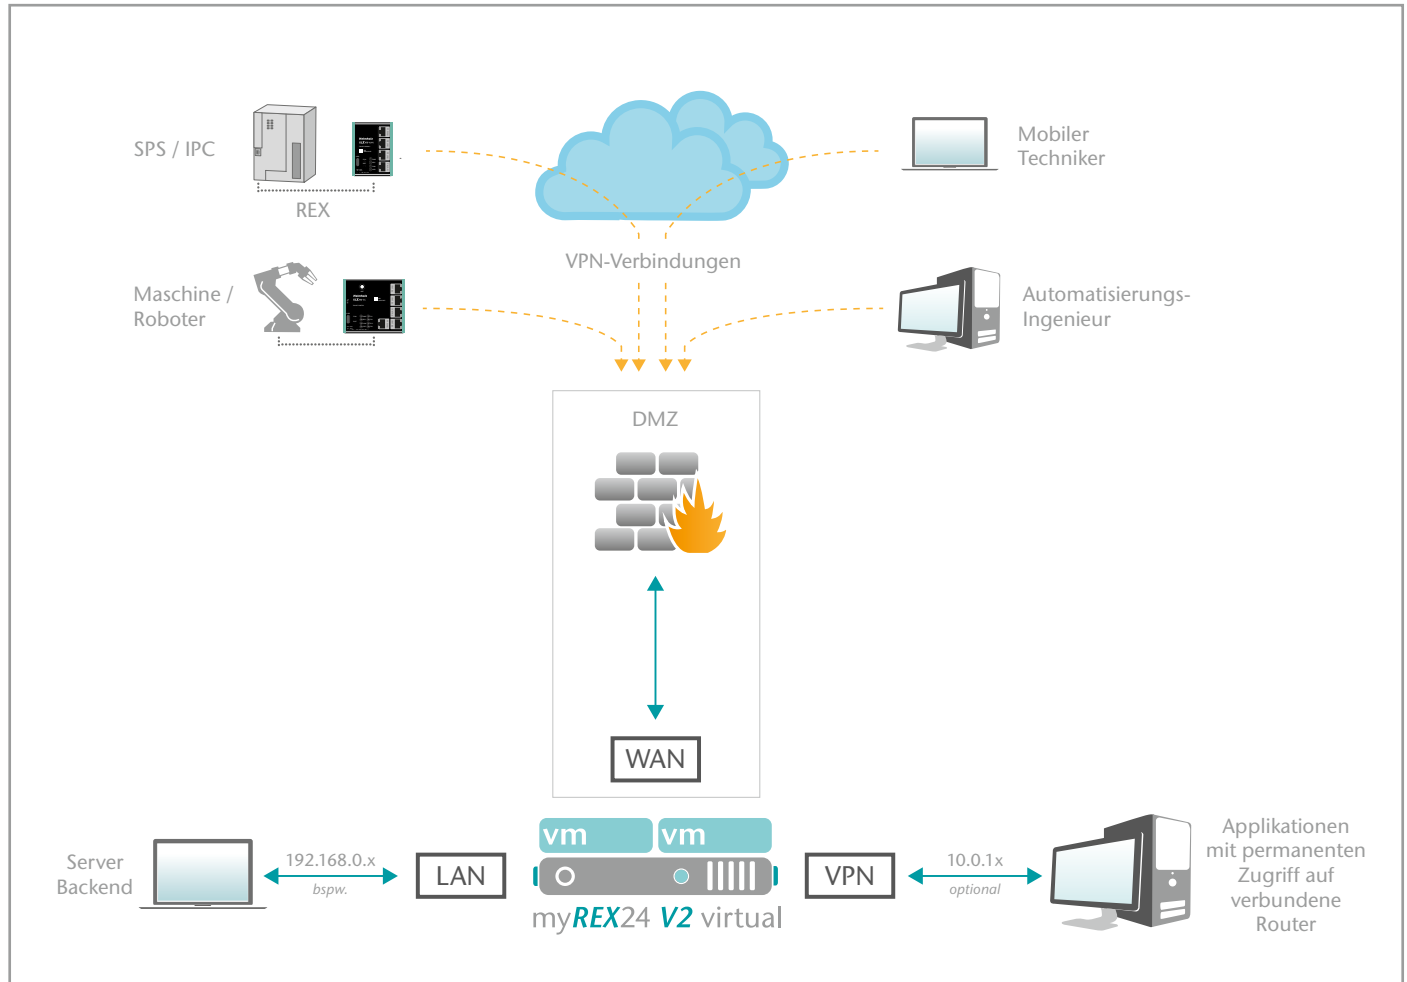 SPS / IPC
REX
Mobiler
Techniker
VPN-Verbindungen
Maschine /
Roboter
Automatisierungs-
Ingenieur
DMZ
WAN
vm
vm
Server
Backend
192.168.0.x
bspw.
LAN
VPN
10.0.1x
optional
Applikationen
mit permanenten
Zugriff auf
verbundene
Router
myREX24 V2 virtual